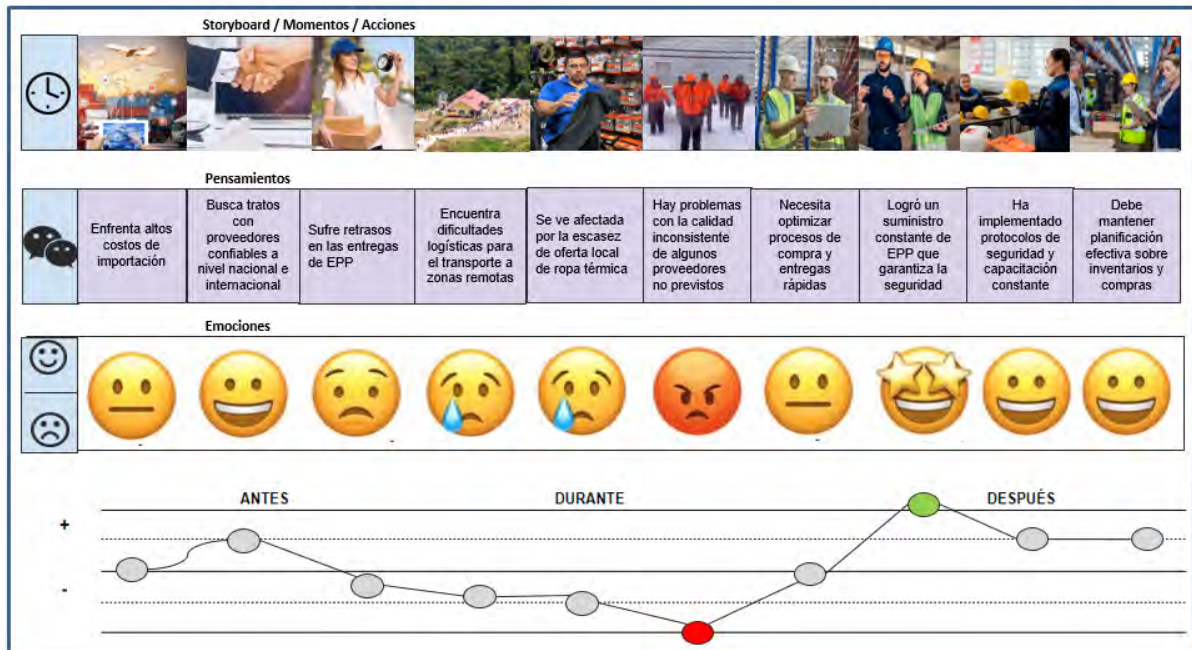 Storyboard / Momentos / Acciones
Pensamientos
Enfrenta altos
costos de
importación
Busca tratos
con
proveedores
confiables a
nivel nacional e
internacional
Sufre retrasos
en las entregas
de EPP
Encuentra
dificultades
logísticas para
el transporte a
zonas remotas
Se ve afectada
por la escasez
de oferta local
de ropa térmica
Hay problemas
con la calidad
inconsistente
de algunos
proveedores
no previstos
Necesita
optimizar
procesos de
compra y
entregas
rápidas
Logró un
suministro
constante de
EPP que
garantiza la
seguridad
Ha
implementado
protocolos de
seguridad y
capacitación
constante
Debe
mantener
planificación
efectiva sobre
inventarios y
compras
Emociones
ANTES
DURANTE
DESPUÉS
+
-